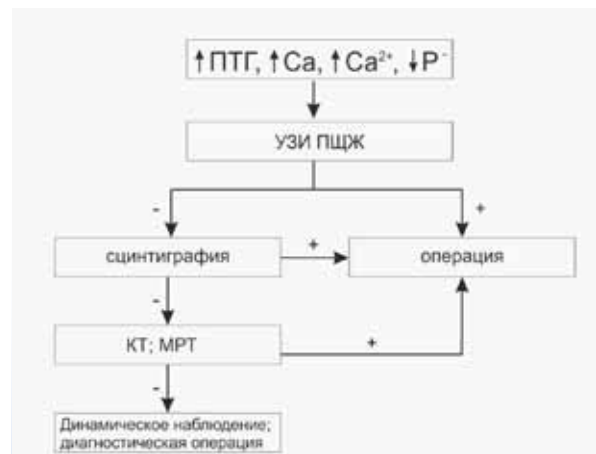 ↑ПТГ, ↑Ca, ↑Ca²⁺, ↓P⁻
УЗИ ПЩЖ
- +
сцинтиграфия + операция
-
КТ; МРТ +
-
Динамическое наблюдение;
диагностическая операция